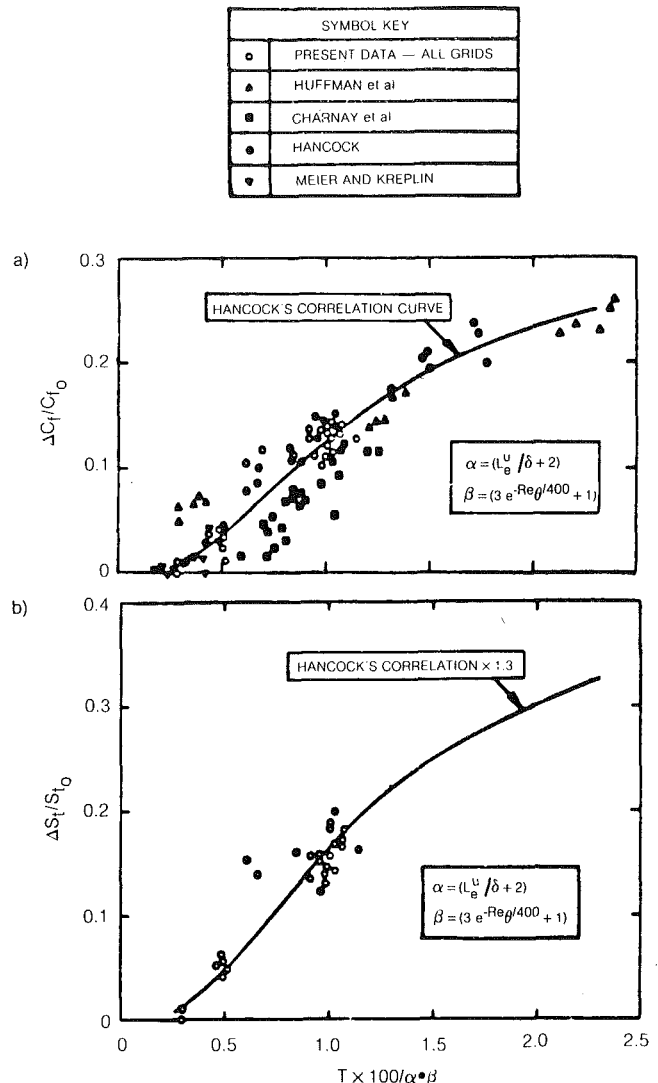 SYMBOL KEY
PRESENT DATA — ALL GRIDS
HUFFMAN et al
CHARNAY et al
HANCOCK
MEIER AND KREPLIN
a)
0.3
0.2
0.1
0
ΔC_f/C_f_o
HANCOCK'S CORRELATION CURVE
α = (L_e^u /δ + 2)
β = (3 e^-Reθ/400 + 1)
b)
0.4
0.3
0.2
0.1
0
ΔS_t/S_t_o
HANCOCK'S CORRELATION × 1.3
α = (L_e^u /δ + 2)
β = (3 e^-Reθ/400 + 1)
0 0.5 1.0 1.5 2.0 2.5
T × 100/α•β